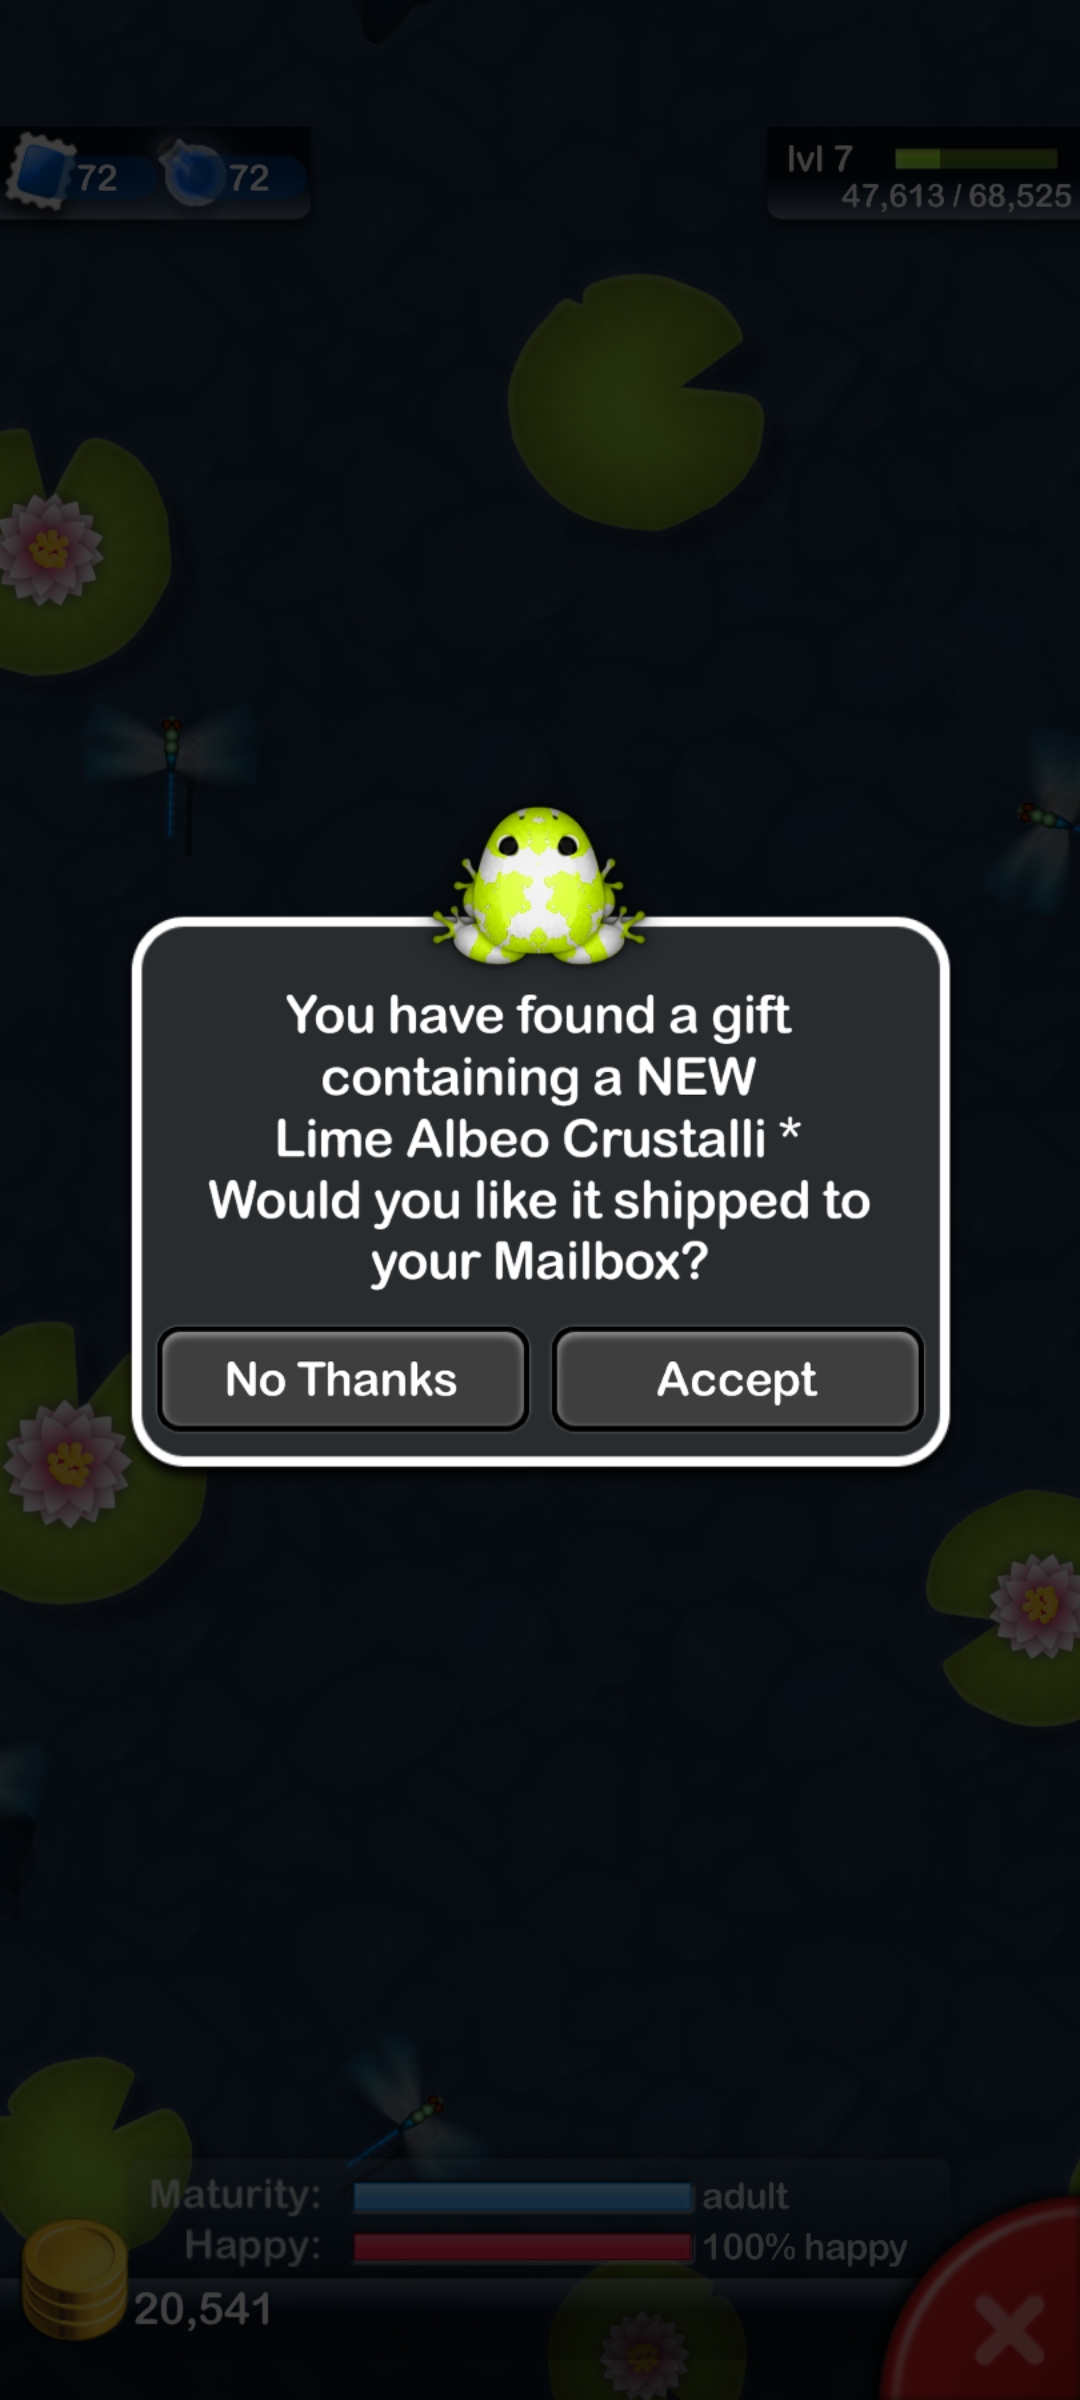 72 72
lvl 7
47,613 / 68,525
You have found a gift
containing a NEW
Lime Albeo Crustalli *
Would you like it shipped to
your Mailbox?
No Thanks Accept
Maturity: adult
Happy: 100% happy
20,541